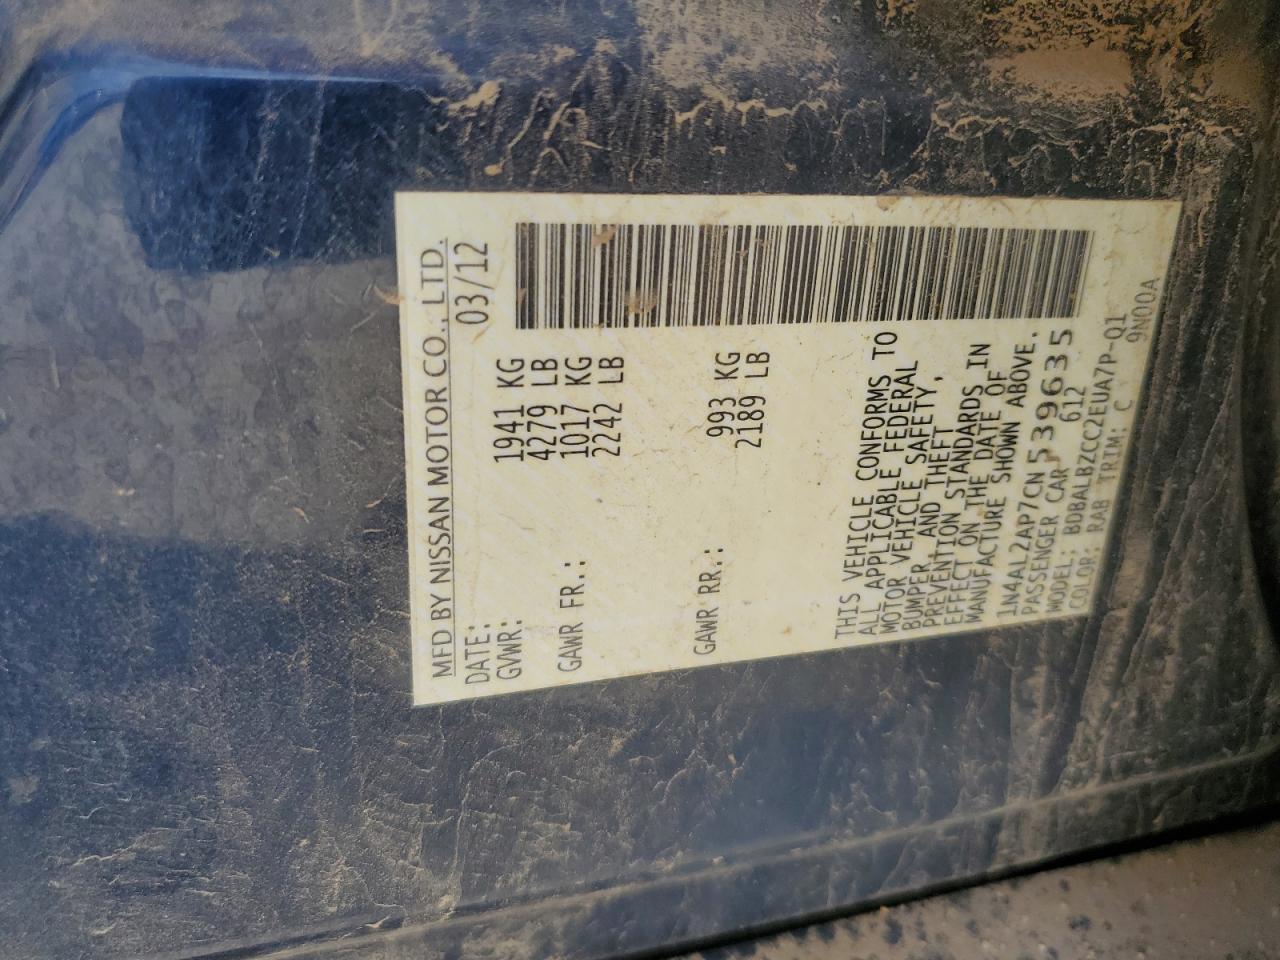 MFD BY NISSAN MOTOR CO., LTD.
DATE: 03/12
GVWR: 1941 KG
4279 LB
GAWR FR.: 1017 KG
2242 LB
GAWR RR.: 993 KG
2189 LB
THIS VEHICLE CONFORMS TO
ALL APPLICABLE FEDERAL
MOTOR VEHICLE SAFETY,
BUMPER AND THEFT
PREVENTION STANDARDS IN
EFFECT ON THE DATE OF
MANUFACTURE SHOWN ABOVE.
1N4AL2AP7CN539635
PASSENGER CAR 612
MODEL: BDBALBZCC2EUA7P-Q1
COLOR: RAB TRIM: C 9N00A